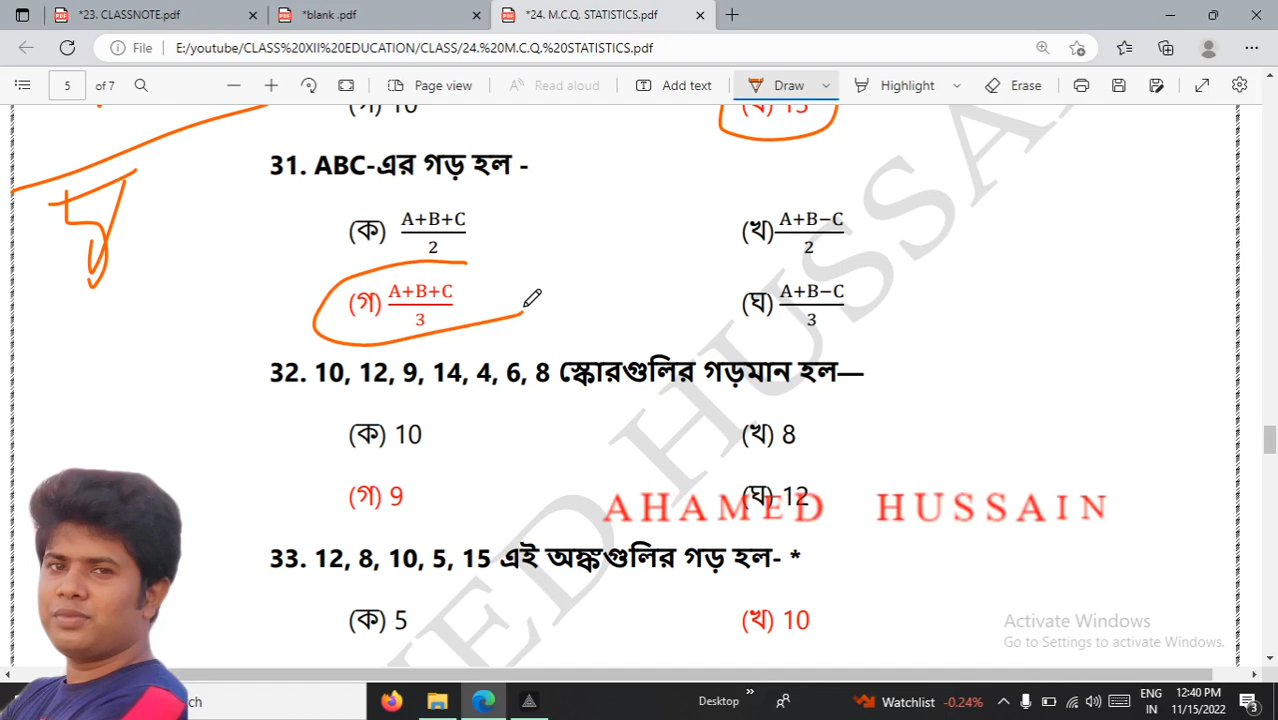 *23. CLASSNOTE.pdf
*blank .pdf
*24. M.C.Q. STATISTICS.pdf
File E:/youtube/CLASS%20XII%20EDUCATION/CLASS/24.%20M.C.Q.%20STATISTICS.pdf
5 of 7 Page view Read aloud Add text Draw Highlight Erase
(গ) 10 (ঘ) 15
31. ABC-এর গড় হল -
(ক) A+B+C/2 (খ) A+B−C/2
(গ) A+B+C/3 (ঘ) A+B−C/3
32. 10, 12, 9, 14, 4, 6, 8 স্কোরগুলির গড়মান হল—
(ক) 10 (খ) 8
(গ) 9 (ঘ) 12
AHAMED HUSSAIN
33. 12, 8, 10, 5, 15 এই অঙ্কগুলির গড় হল- *
(ক) 5 (খ) 10
Activate Windows
Go to Settings to activate Windows.
Desktop Watchlist -0.24% ENG 12:40 PM
IN 11/15/2022 3